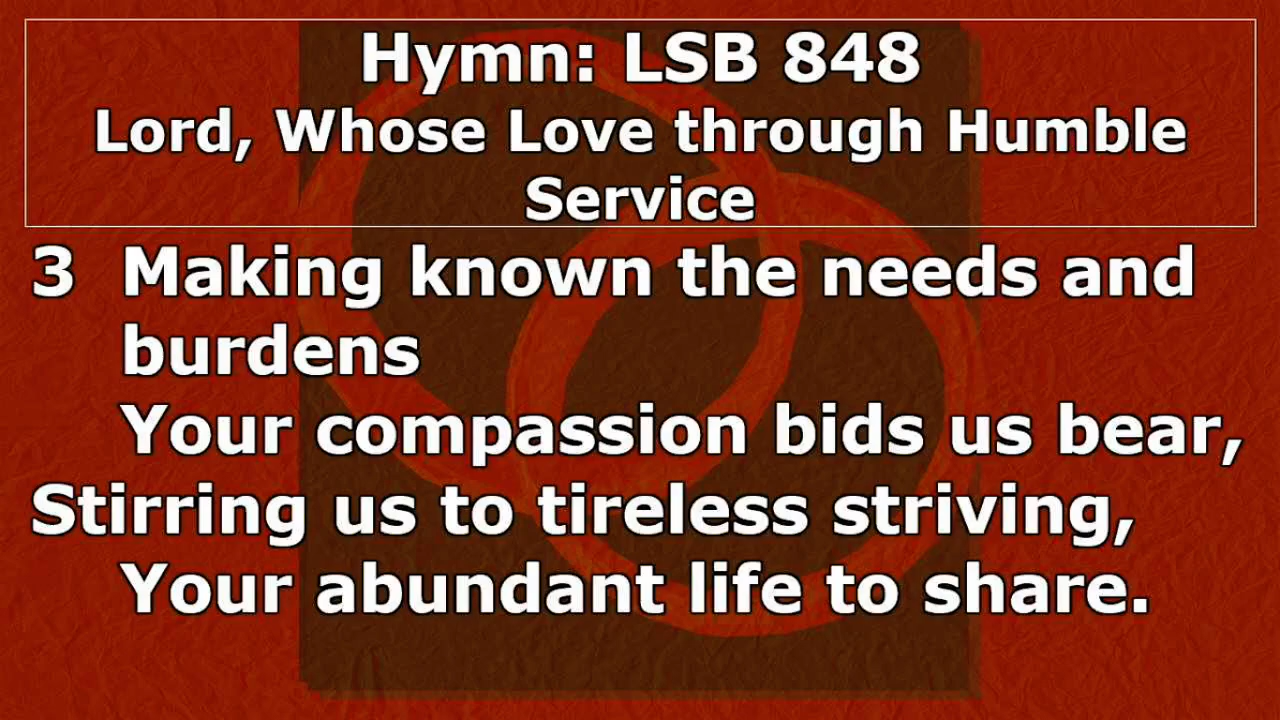 Hymn: LSB 848
Lord, Whose Love through Humble
Service
3 Making known the needs and
burdens
Your compassion bids us bear,
Stirring us to tireless striving,
Your abundant life to share.